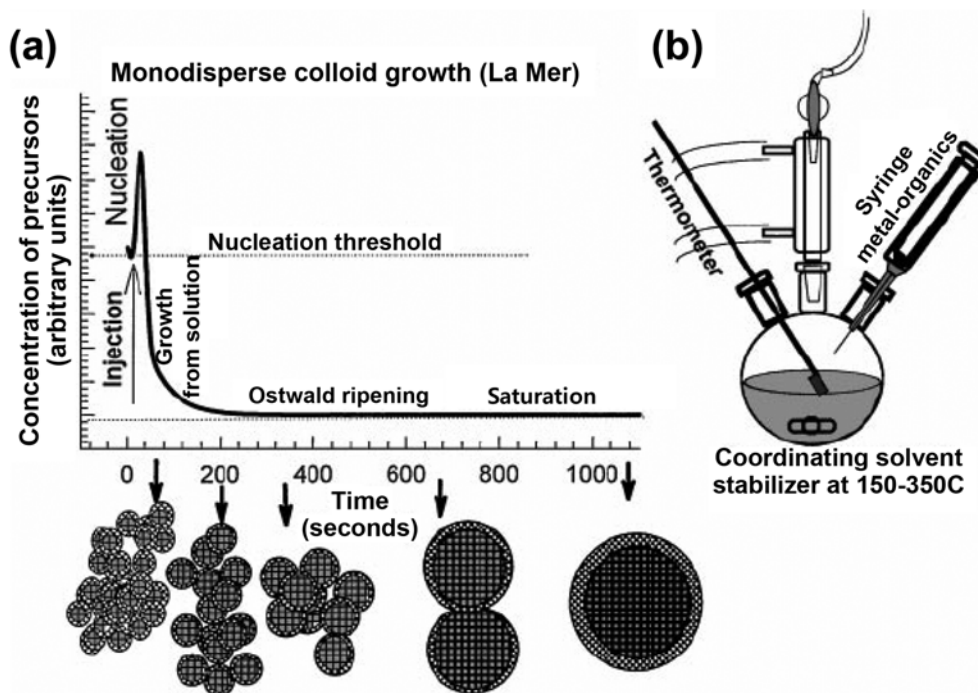 (a)
Monodisperse colloid growth (La Mer)
Concentration of precursors
(arbitrary units)
Nucleation
Injection
Nucleation threshold
Growth
from solution
Ostwald ripening
Saturation
0 200 400 600 800 1000
Time
(seconds)
(b)
Thermometer
Syringe
metal-organics
Coordinating solvent
stabilizer at 150-350C